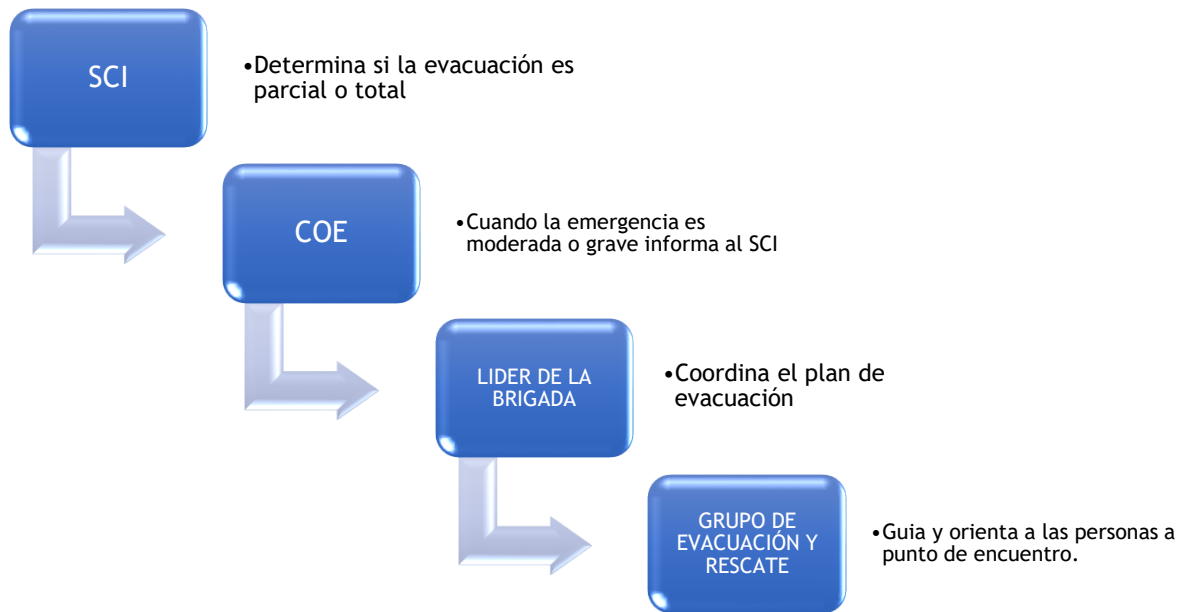 SCI
•Determina si la evacuación es
parcial o total
COE
•Cuando la emergencia es
moderada o grave informa al SCI
LIDER DE LA
BRIGADA
•Coordina el plan de
evacuación
GRUPO DE
EVACUACIÓN Y
RESCATE
•Guia y orienta a las personas a
punto de encuentro.